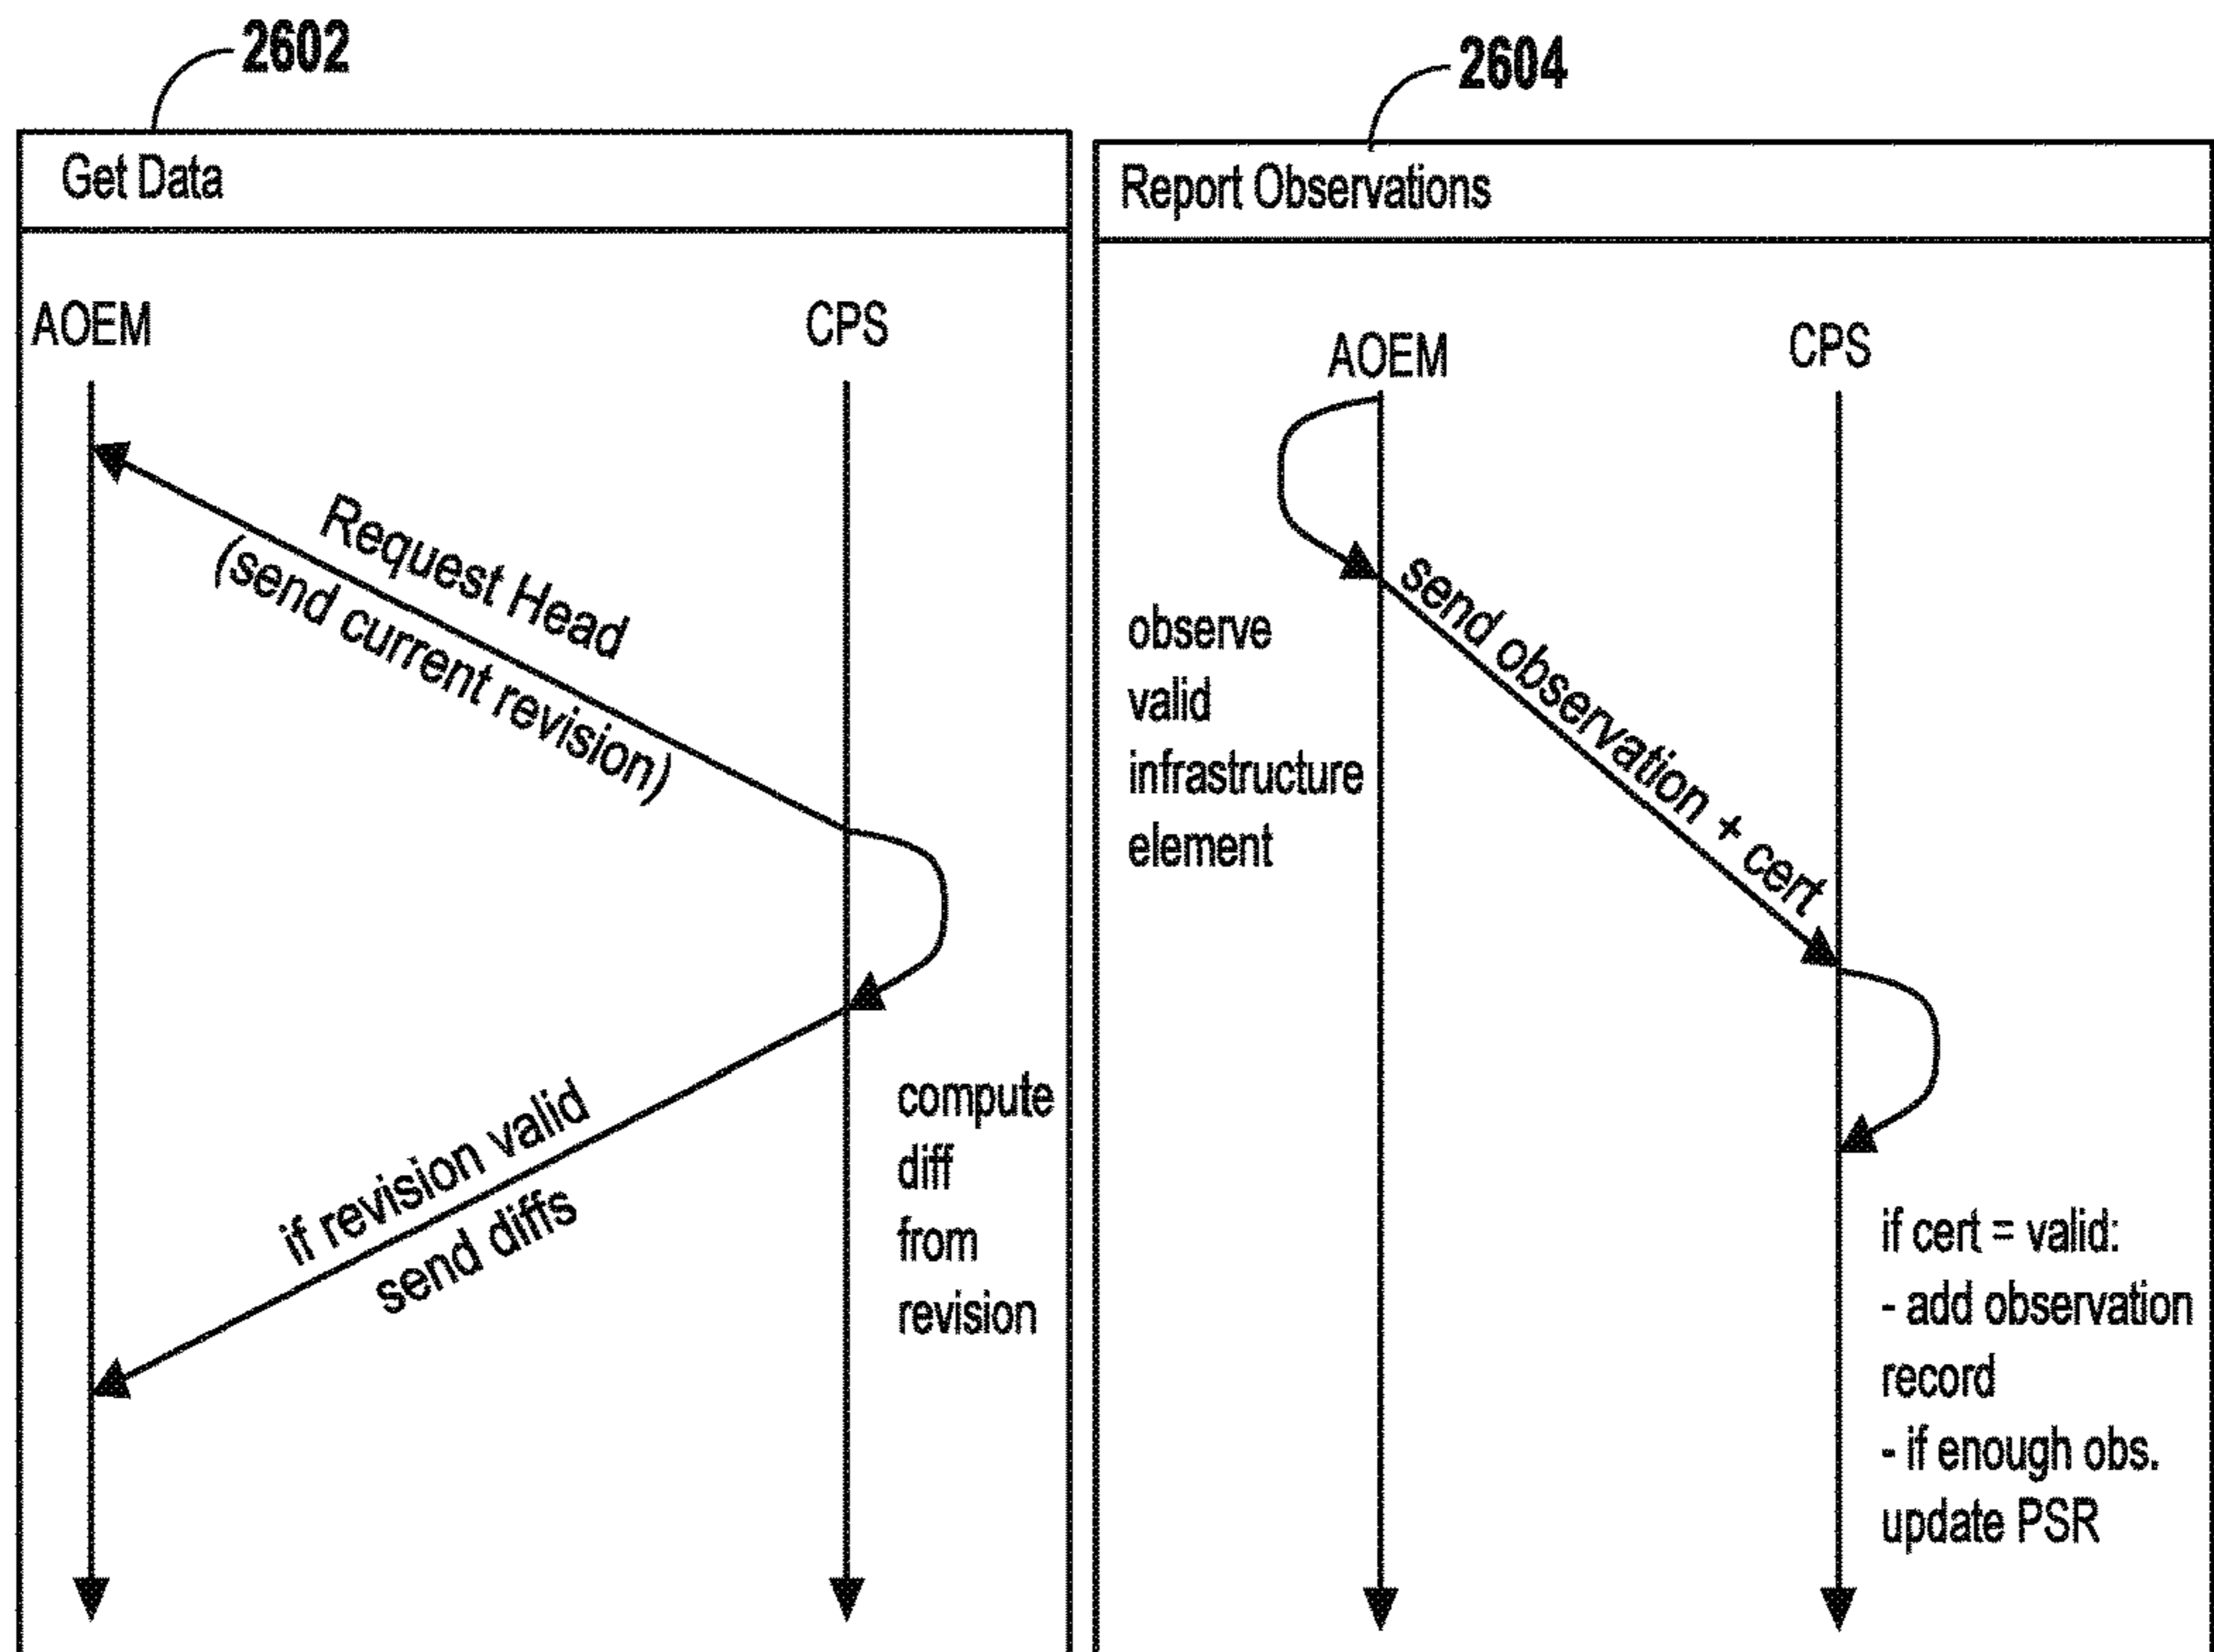 2602
Get Data
AOEM
CPS
Request Head
(send current revision)
compute
diff
from
revision
if revision valid
send diffs
2604
Report Observations
AOEM
CPS
observe
valid
infrastructure
element
send observation + cert
if cert = valid:
- add observation
record
- if enough obs.
update PSR